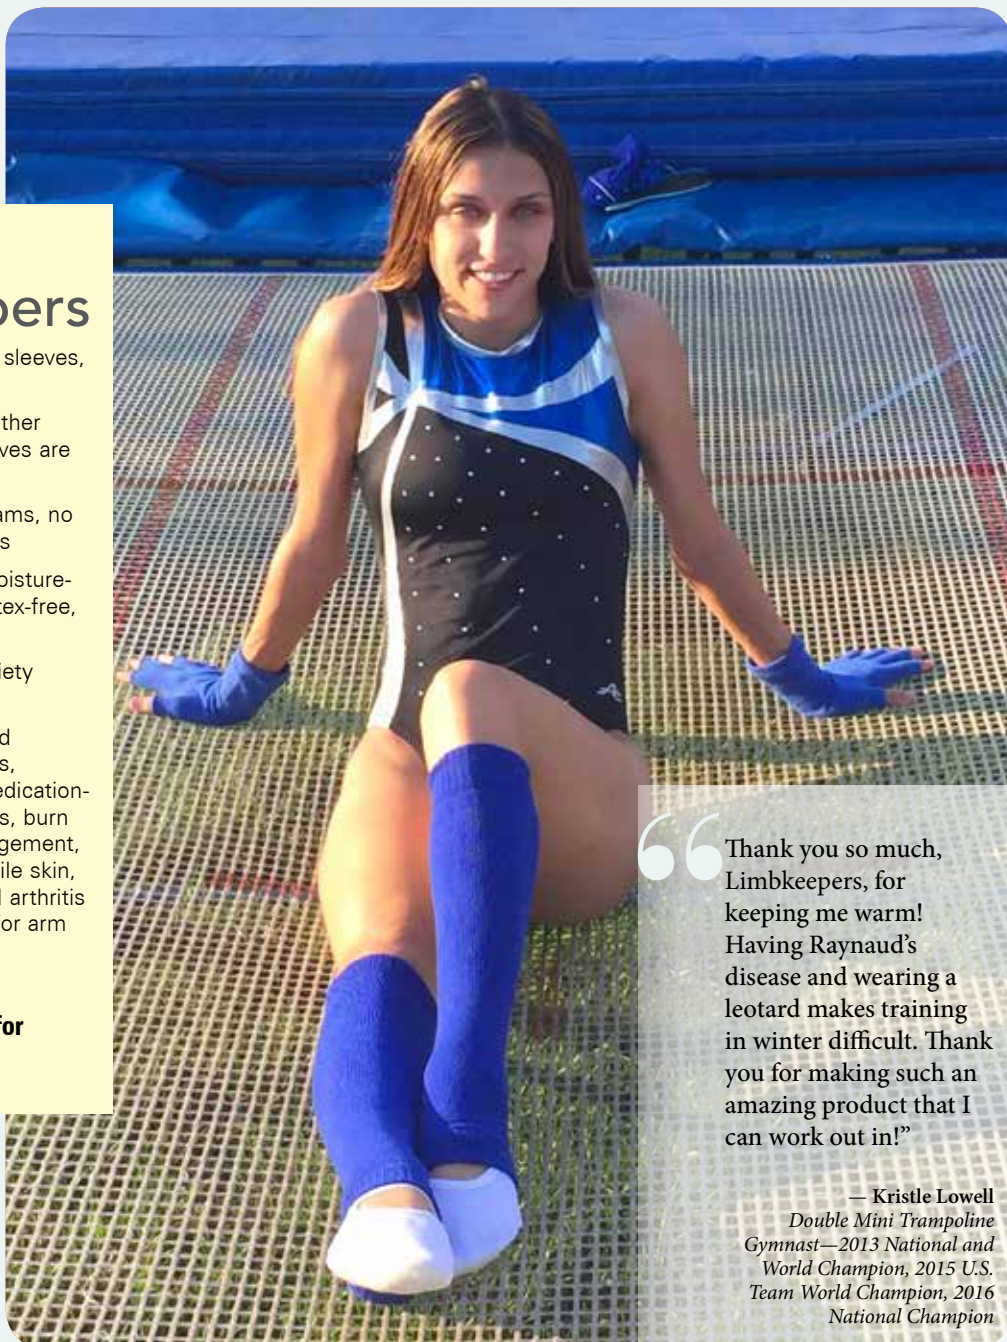 pers
sleeves,
ther
ves are
ams, no
s
oisture-
tex-free,
iety
d
s,
edication-
s, burn
gement,
ile skin,
l arthritis
or arm
for
“Thank you so much,
Limbkeepers, for
keeping me warm!
Having Raynaud’s
disease and wearing a
leotard makes training
in winter difficult. Thank
you for making such an
amazing product that I
can work out in!”
— Kristle Lowell
Double Mini Trampoline
Gymnast—2013 National and
World Champion, 2015 U.S.
Team World Champion, 2016
National Champion